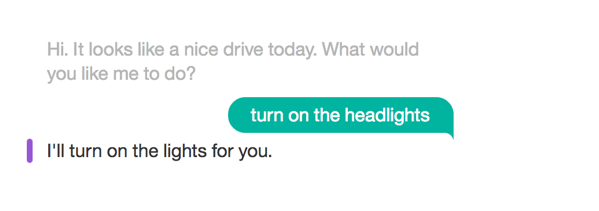 Hi. It looks like a nice drive today. What would
you like me to do?
turn on the headlights
I'll turn on the lights for you.